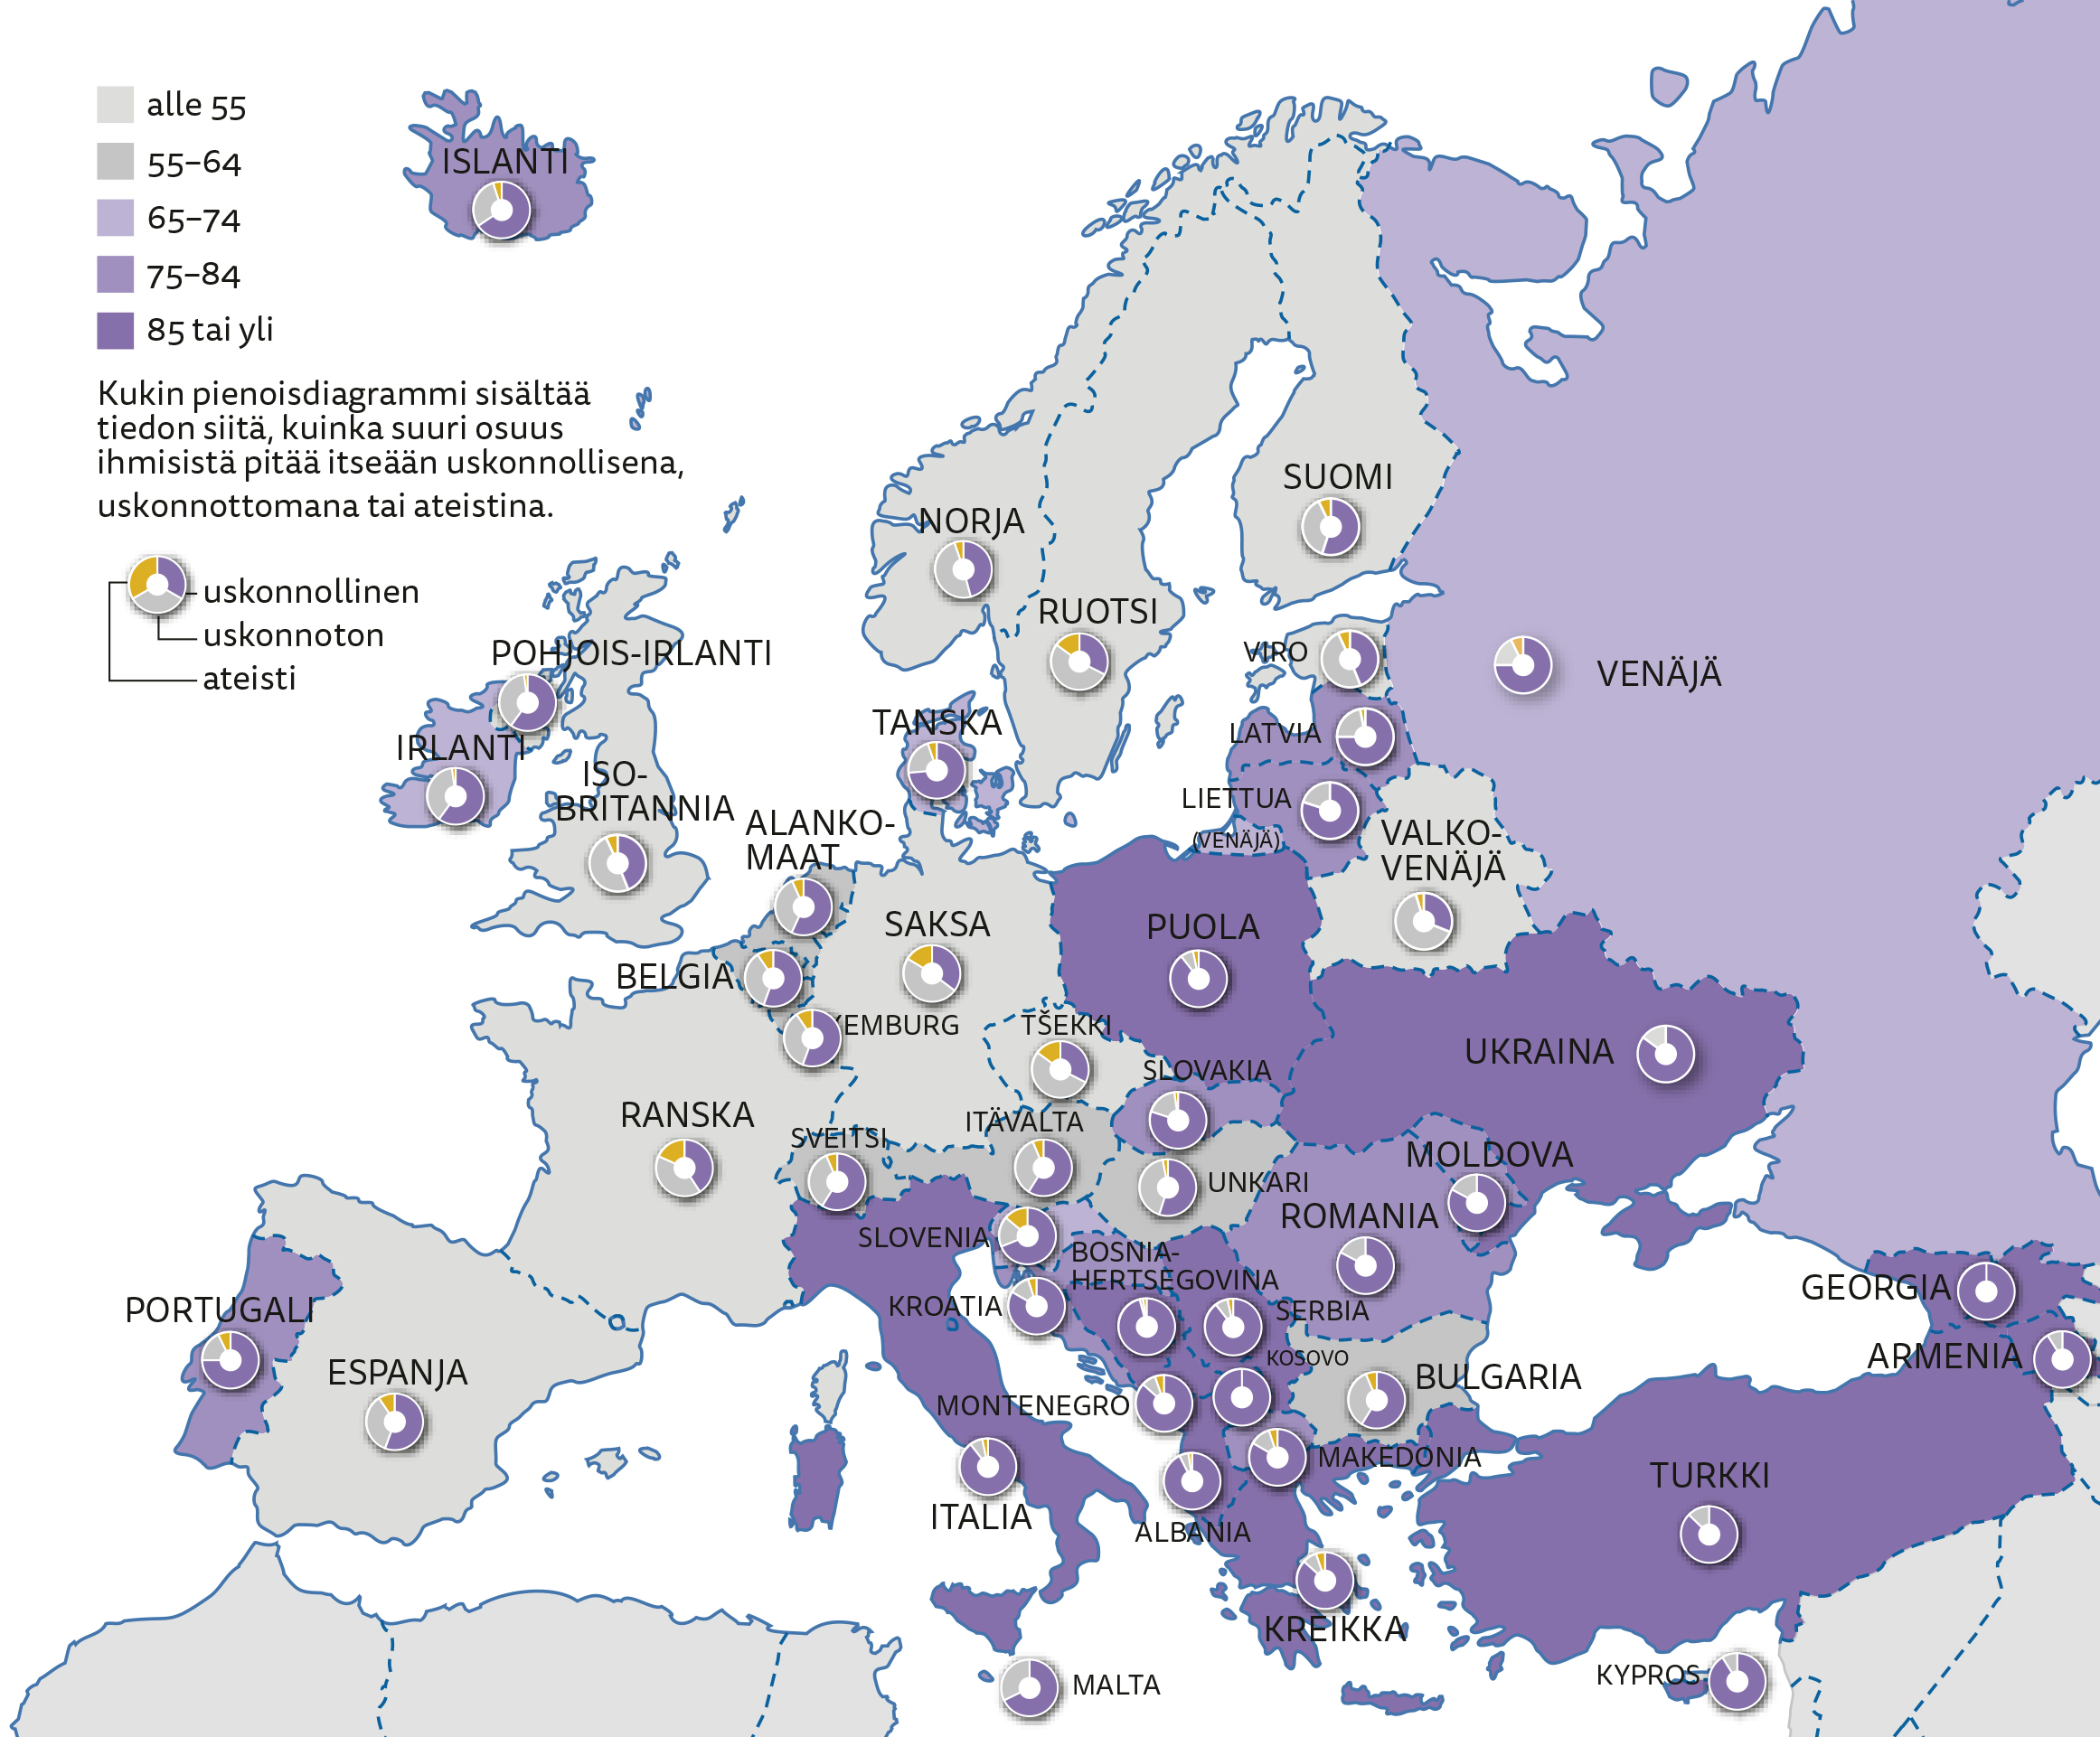 alle 55
55–64
65–74
75–84
85 tai yli
Kukin pienoisdiagrammi sisältää
tiedon siitä, kuinka suuri osuus
ihmisistä pitää itseään uskonnollisena,
uskonnottomana tai ateistina.
uskonnollinen
uskonnoton
ateisti
ISLANTI
SUOMI
NORJA
RUOTSI
VIRO
VENÄJÄ
POHJOIS-IRLANTI
TANSKA
LATVIA
IRLANTI
ISO-
BRITANNIA
LIETTUA
(VENÄJÄ)
ALANKO-
MAAT
VALKO-
VENÄJÄ
SAKSA
PUOLA
BELGIA
EMBURG
TŠEKKI
UKRAINA
SLOVAKIA
RANSKA
SVEITSI
ITÄVALTA
MOLDOVA
UNKARI
ROMANIA
SLOVENIA
BOSNIA-
HERTSEGOVINA
KROATIA
SERBIA
GEORGIA
PORTUGALI
ESPANJA
KOSOVO
ARMENIA
BULGARIA
MONTENEGRO
MAKEDONIA
TURKKI
ITALIA
ALBANIA
KREIKKA
KYPROS
MALTA